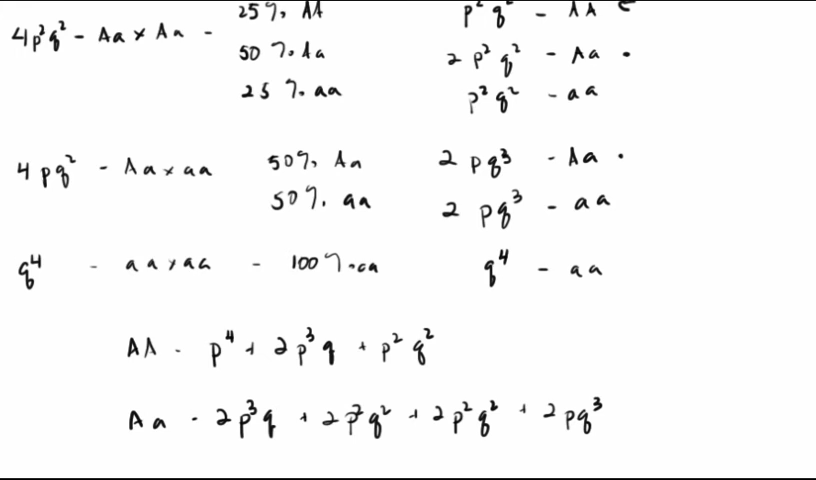 25% AA p²q² - AA
4p²q² - Aa × Aa -
50% Aa 2p²q² - Aa .
25% aa p²q² - aa
4pq² - Aa × aa 50% Aa 2pq³ - Aa .
50% aa 2pq³ - aa
q⁴ - aa × aa - 100% aa q⁴ - aa
AA - p⁴ + 2p³q + p²q²
Aa - 2p³q + 2p²q² + 2p²q² + 2pq³